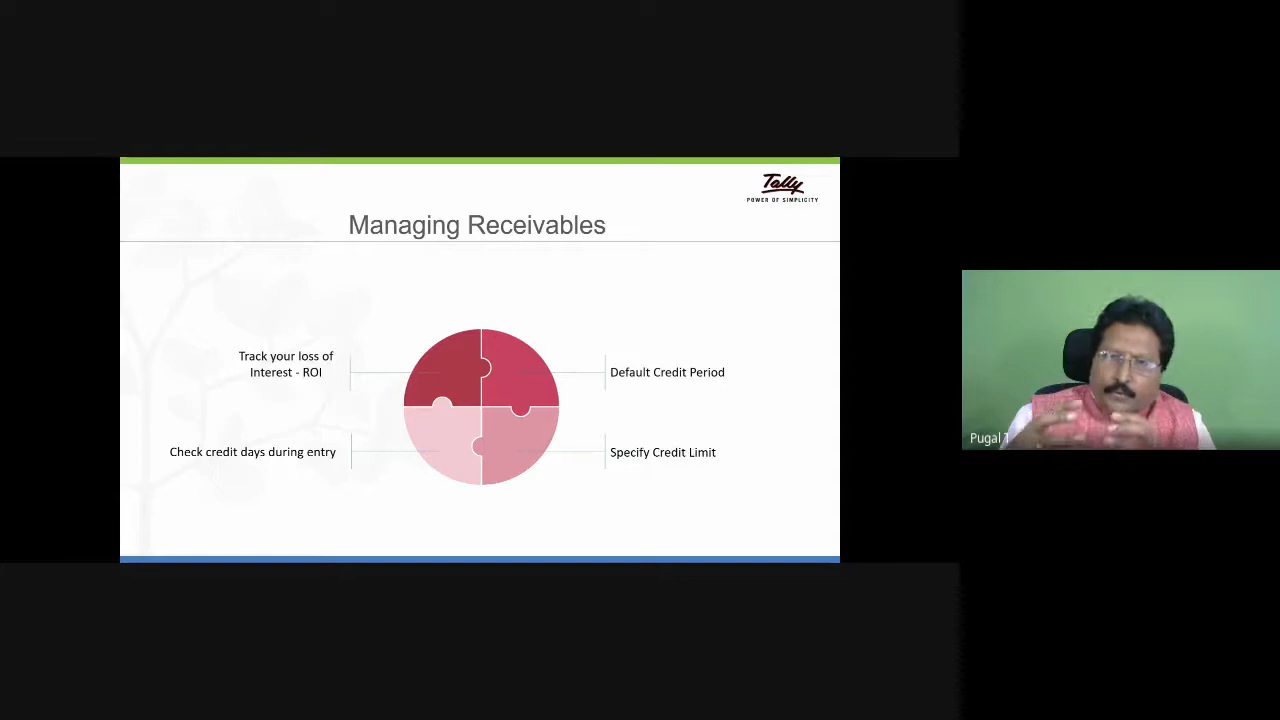 Tally
POWER OF SIMPLICITY
Managing Receivables
Track your loss of
Interest - ROI
Default Credit Period
Check credit days during entry
Specify Credit Limit
Pugal T